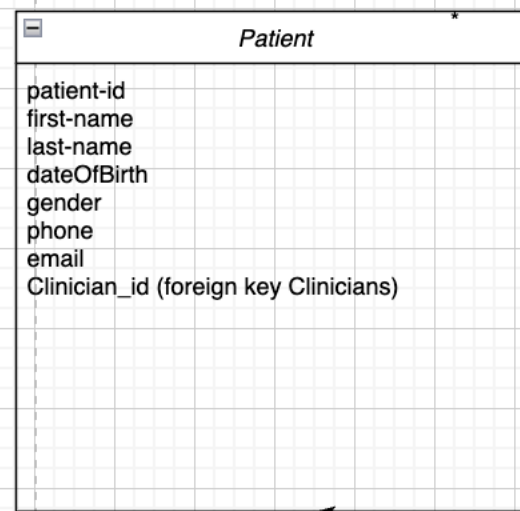 *
Patient
patient-id
first-name
last-name
dateOfBirth
gender
phone
email
Clinician_id (foreign key Clinicians)